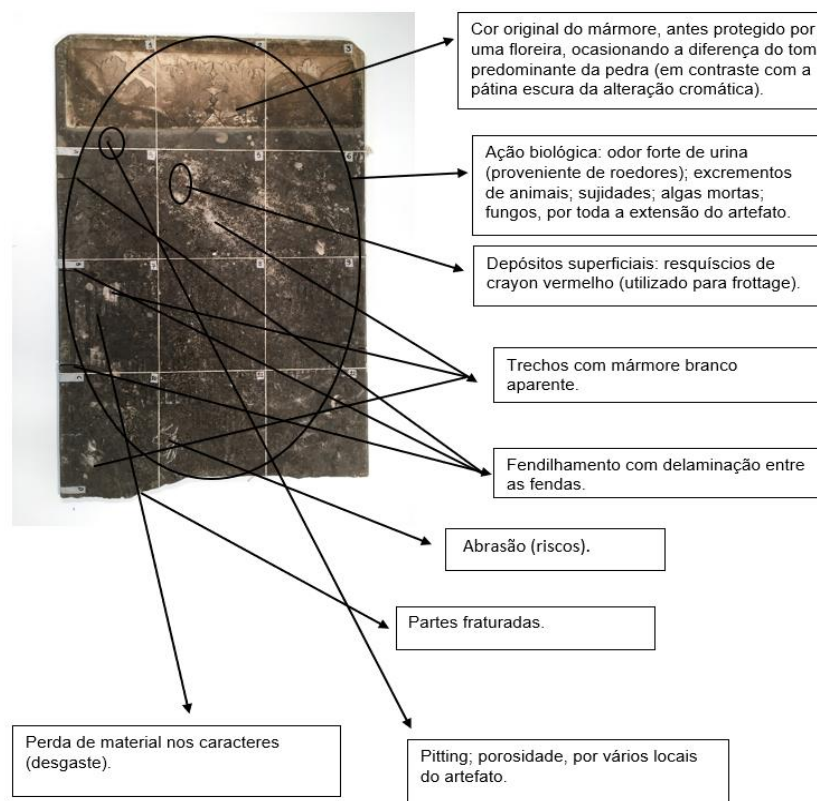 Cor original do mármore, antes protegido por
uma floreira, ocasionando a diferença do tom
predominante da pedra (em contraste com a
pátina escura da alteração cromática).
Ação biológica: odor forte de urina
(proveniente de roedores); excrementos
de animais; sujidades; algas mortas;
fungos, por toda a extensão do artefato.
Depósitos superficiais: resquíscios de
crayon vermelho (utilizado para frottage).
Trechos com mármore branco
aparente.
Fendilhamento com delaminação entre
as fendas.
Abrasão (riscos).
Partes fraturadas.
Perda de material nos caracteres
(desgaste).
Pitting; porosidade, por vários locais
do artefato.